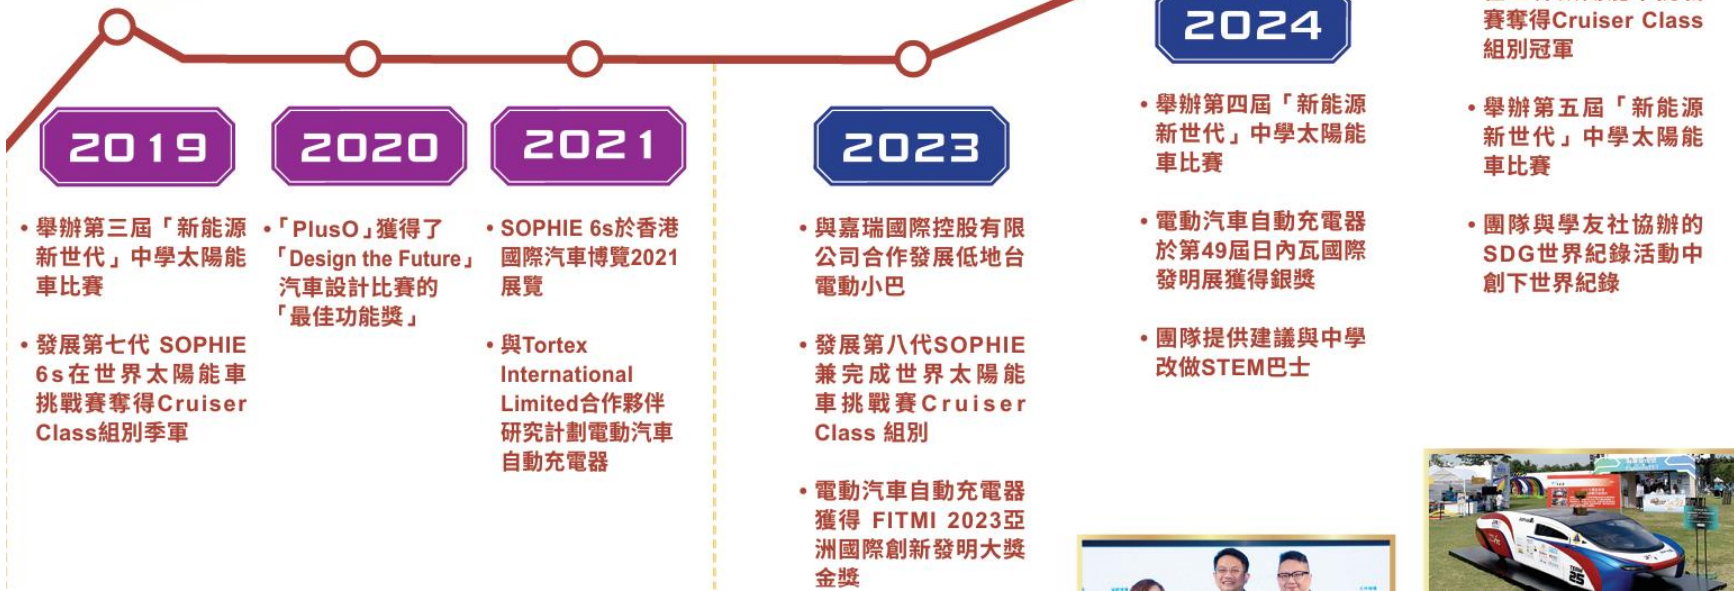 2019
• 舉辦第三屆「新能源
新世代」中學太陽能
車比賽
• 發展第七代 SOPHIE
6s在世界太陽能車
挑戰賽奪得Cruiser
Class組別季軍
2020
•「PlusO」獲得了
「Design the Future」
汽車設計比賽的
「最佳功能獎」
2021
• SOPHIE 6s於香港
國際汽車博覽2021
展覽
• 與Tortex
International
Limited合作夥伴
研究計劃電動汽車
自動充電器
2023
• 與嘉瑞國際控股有限
公司合作發展低地台
電動小巴
• 發展第八代SOPHIE
兼完成世界太陽能
車挑戰賽Cruiser
Class 組別
• 電動汽車自動充電器
獲得 FITMI 2023亞
洲國際創新發明大獎
金獎
2024
• 舉辦第四屆「新能源
新世代」中學太陽能
車比賽
• 電動汽車自動充電器
於第49屆日內瓦國際
發明展獲得銀獎
• 團隊提供建議與中學
改做STEM巴士
賽奪得Cruiser Class
組別冠軍
• 舉辦第五屆「新能源
新世代」中學太陽能
車比賽
• 團隊與學友社協辦的
SDG世界紀錄活動中
創下世界紀錄
TEAM
25